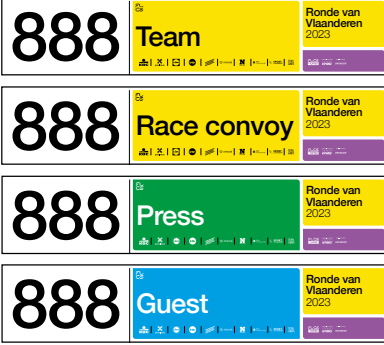 888
Team
Ronde van
Vlaanderen
2023
888
Race convoy
Ronde van
Vlaanderen
2023
888
Press
Ronde van
Vlaanderen
2023
888
Guest
Ronde van
Vlaanderen
2023